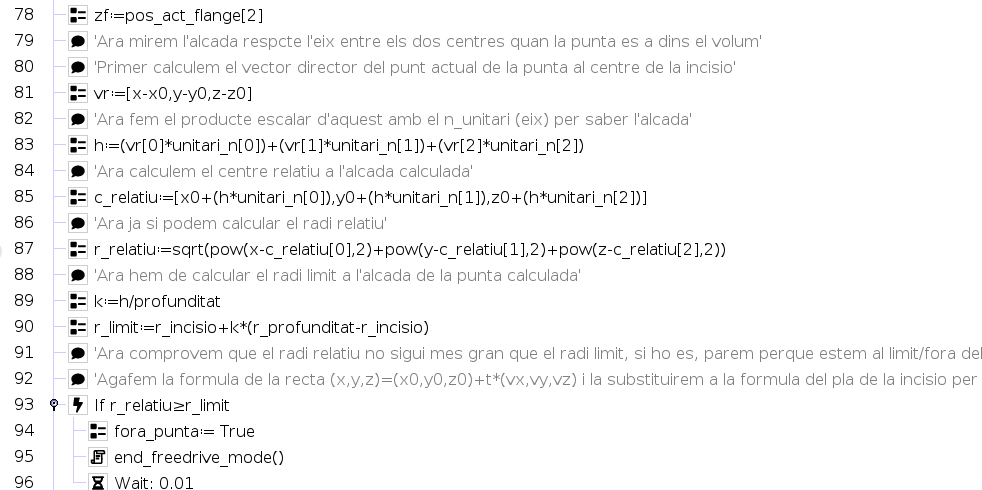 78 zf:=pos_act_flange[2]
79 'Ara mirem l'alcada respcte l'eix entre els dos centres quan la punta es a dins el volum'
80 'Primer calculem el vector director del punt actual de la punta al centre de la incisio'
81 vr:=[x-x0,y-y0,z-z0]
82 'Ara fem el producte escalar d'aquest amb el n_unitari (eix) per saber l'alcada'
83 h:=(vr[0]*unitari_n[0])+(vr[1]*unitari_n[1])+(vr[2]*unitari_n[2])
84 'Ara calculem el centre relatiu a l'alcada calculada'
85 c_relatiu:=[x0+(h*unitari_n[0]),y0+(h*unitari_n[1]),z0+(h*unitari_n[2])]
86 'Ara ja si podem calcular el radi relatiu'
87 r_relatiu:=sqrt(pow(x-c_relatiu[0],2)+pow(y-c_relatiu[1],2)+pow(z-c_relatiu[2],2))
88 'Ara hem de calcular el radi limit a l'alcada de la punta calculada'
89 k:=h/profunditat
90 r_limit:=r_incisio+k*(r_profunditat-r_incisio)
91 'Ara comprovem que el radi relatiu no sigui mes gran que el radi limit, si ho es, parem perque estem al limit/fora del
92 'Agafem la formula de la recta (x,y,z)=(x0,y0,z0)+t*(vx,vy,vz) i la substituirem a la formula del pla de la incisio per
93 If r_relatiu≥r_limit
94 fora_punta:= True
95 end_freedrive_mode()
96 Wait: 0.01